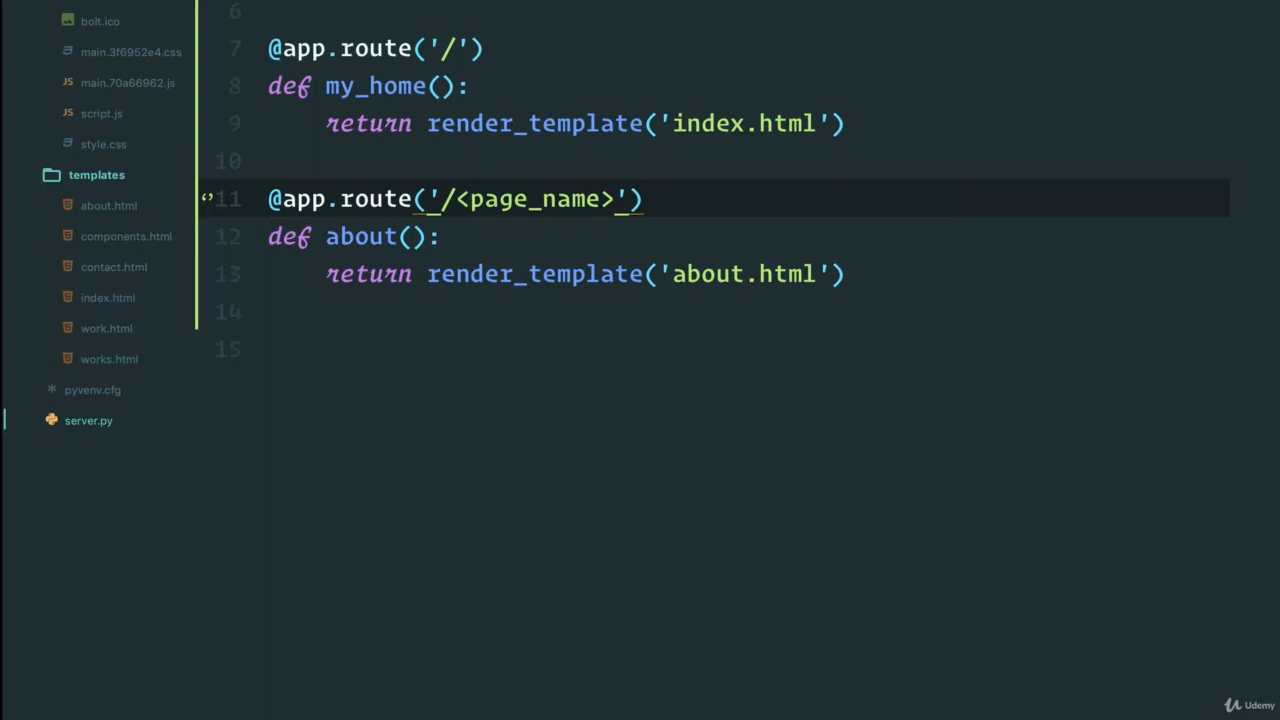 bolt.ico
main.3f6952e4.css
JS main.70a66962.js
JS script.js
style.css
templates
about.html
components.html
contact.html
index.html
work.html
works.html
* pyvenv.cfg
server.py
6
7 @app.route('/')
8 def my_home():
9 return render_template('index.html')
10
11 @app.route('/<page_name>')
12 def about():
13 return render_template('about.html')
14
15
Udemy